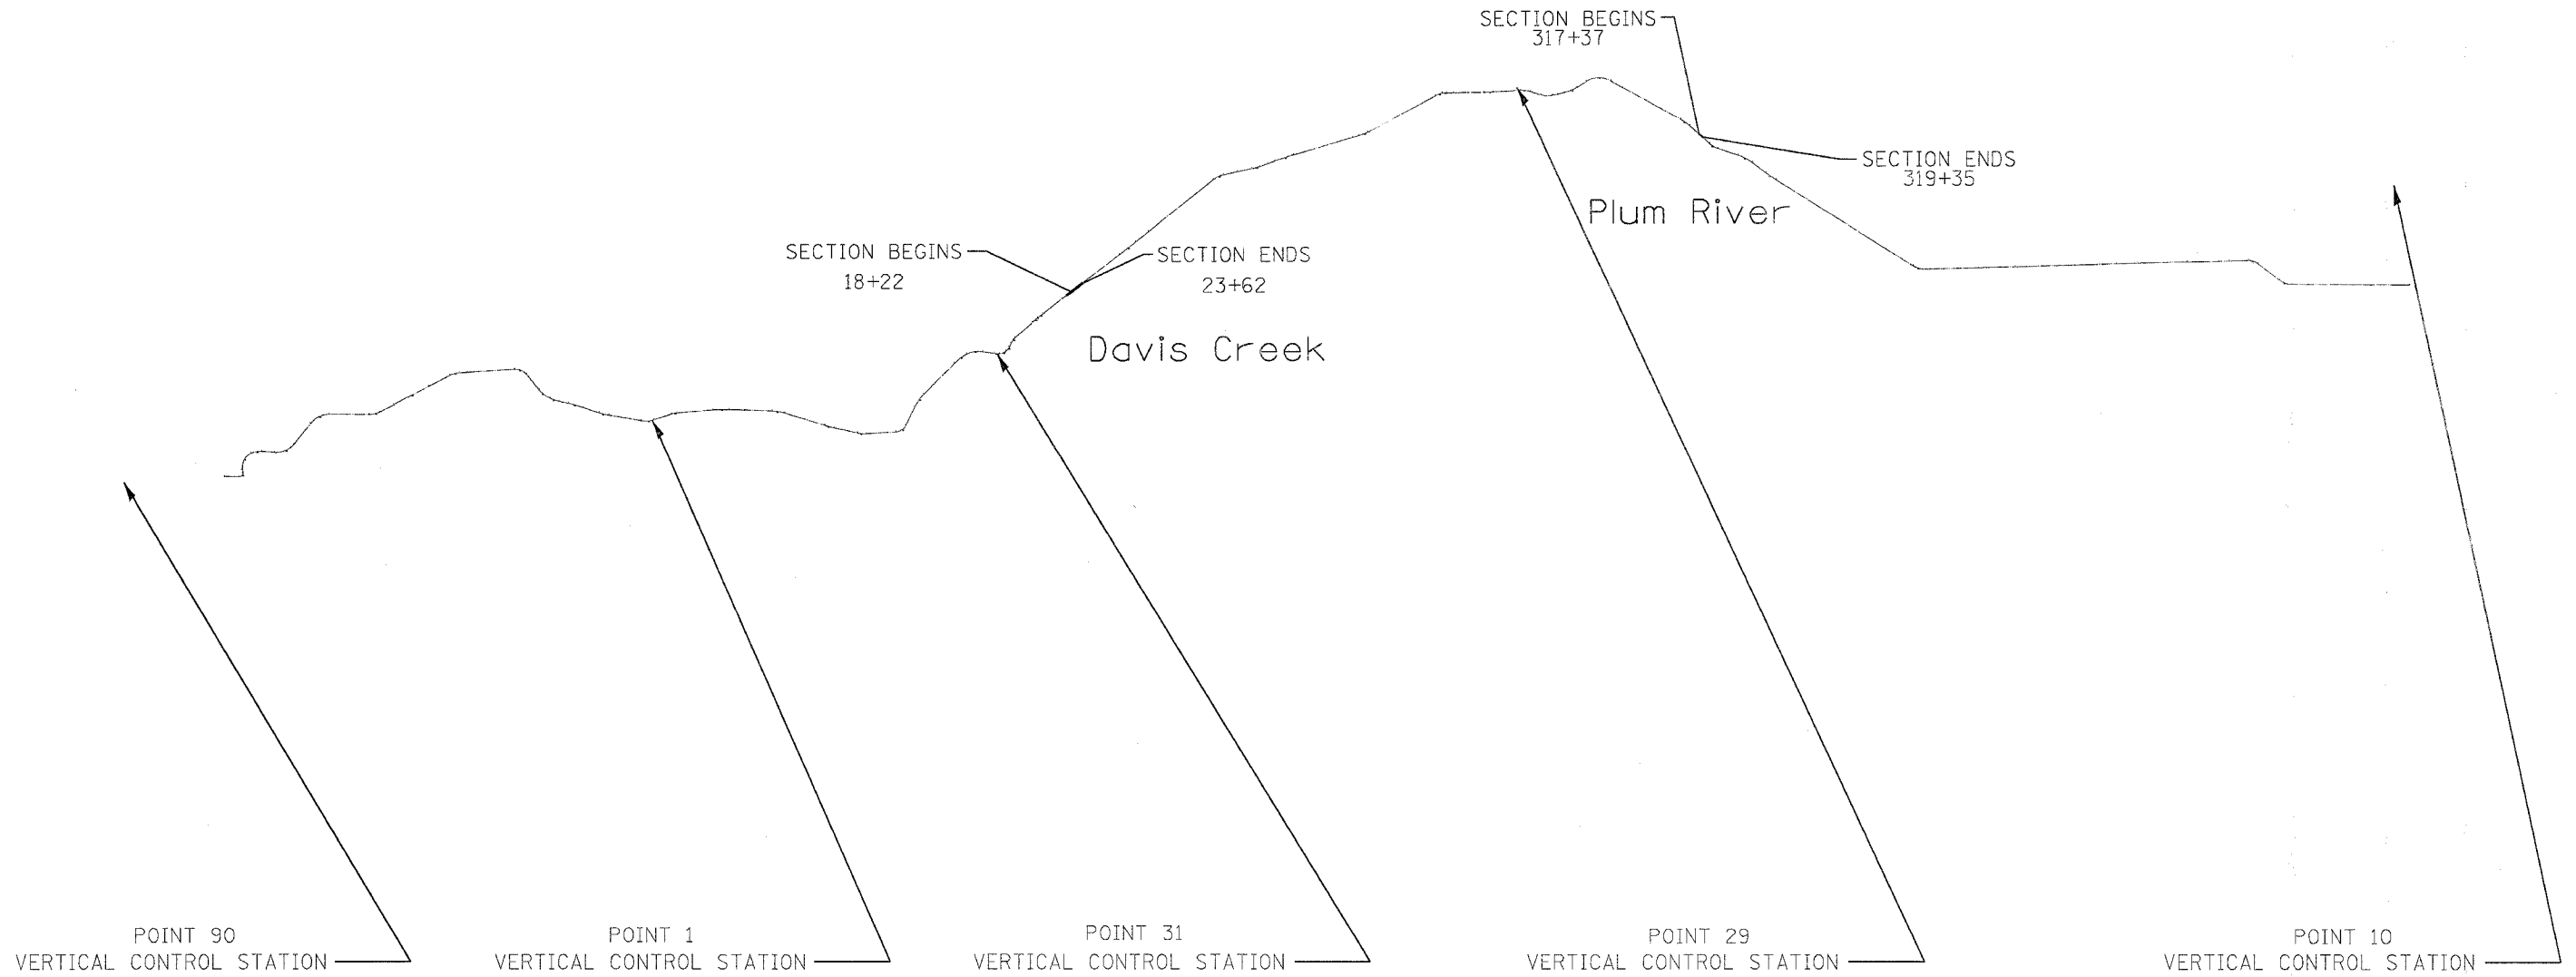 SECTION BEGINS
317+37
SECTION ENDS
319+35
Plum River
SECTION BEGINS
18+22
SECTION ENDS
23+62
Davis Creek
POINT 90
VERTICAL CONTROL STATION
POINT 1
VERTICAL CONTROL STATION
POINT 31
VERTICAL CONTROL STATION
POINT 29
VERTICAL CONTROL STATION
POINT 10
VERTICAL CONTROL STATION